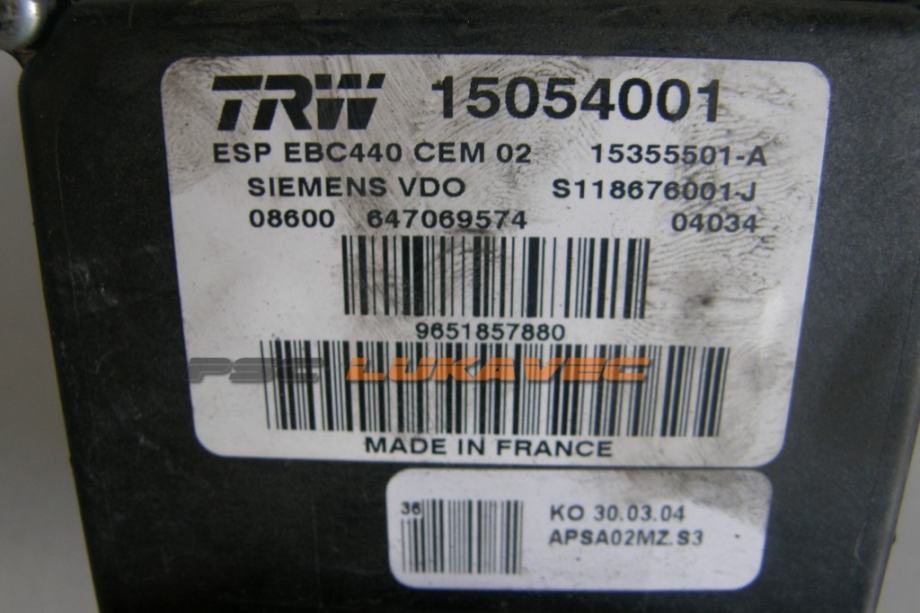 TRW 15054001
ESP EBC440 CEM 02 15355501-A
SIEMENS VDO S118676001-J
08600 647069574 04034
9651857880
PSC LUKAVEC
MADE IN FRANCE
36 KO 30.03.04
APSA02MZ.S3